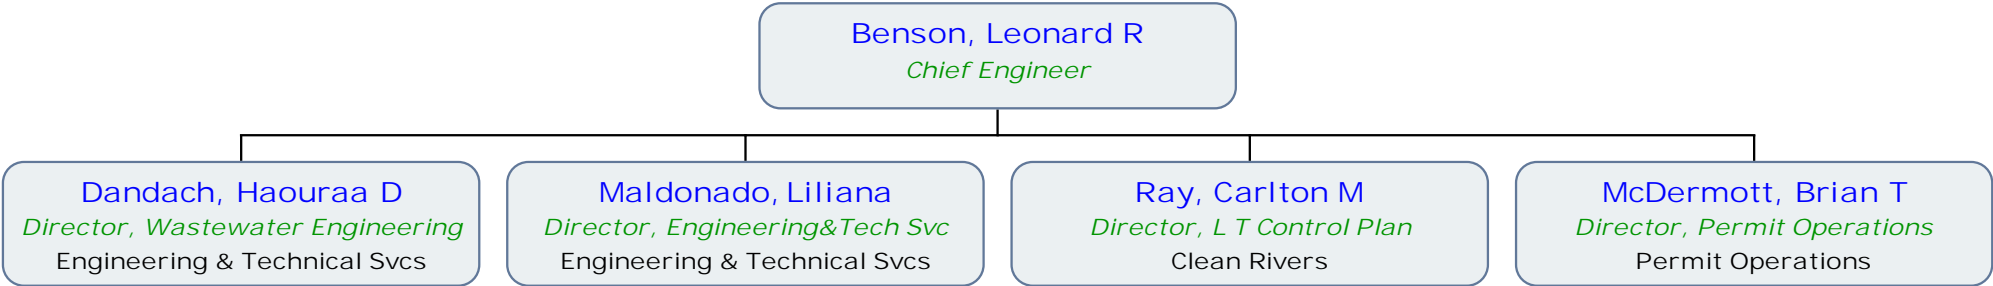 Benson, Leonard R
Chief Engineer
Dandach, Haouraa D
Director, Wastewater Engineering
Engineering & Technical Svcs
Maldonado, Liliana
Director, Engineering&Tech Svc
Engineering & Technical Svcs
Ray, Carlton M
Director, L T Control Plan
Clean Rivers
McDermott, Brian T
Director, Permit Operations
Permit Operations